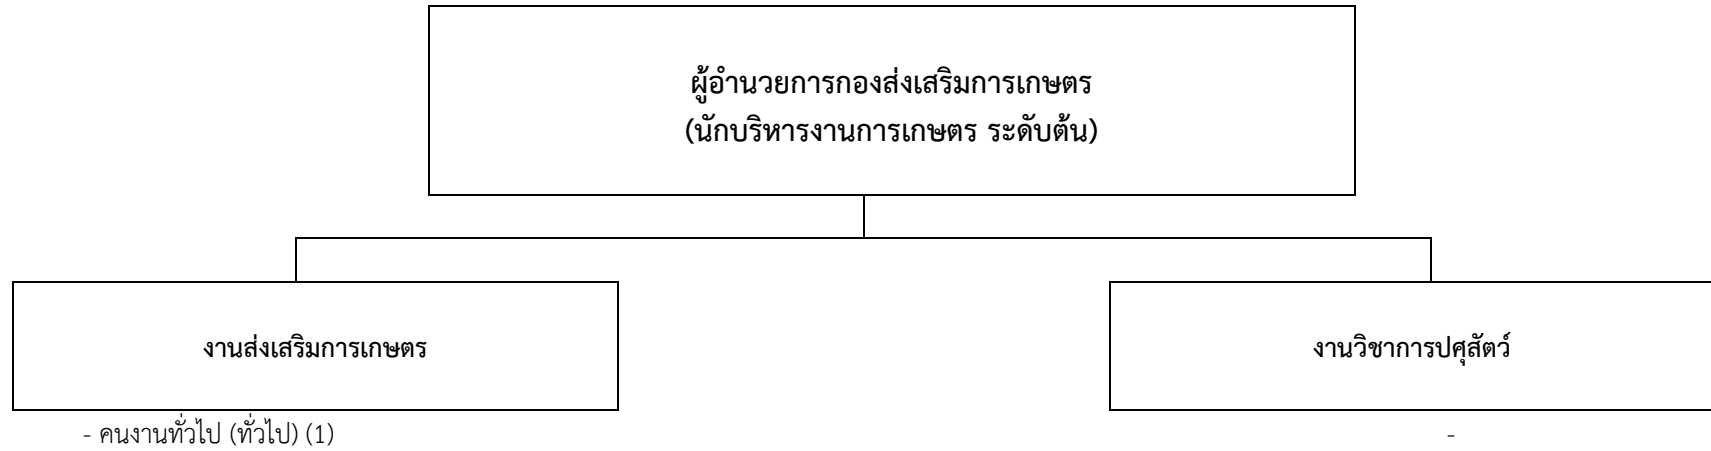 ผู้อำนวยการกองส่งเสริมการเกษตร
(นักบริหารงานการเกษตร ระดับต้น)
งานส่งเสริมการเกษตร
งานวิชาการปศุสัตว์
- คนงานทั่วไป (ทั่วไป) (1)
-